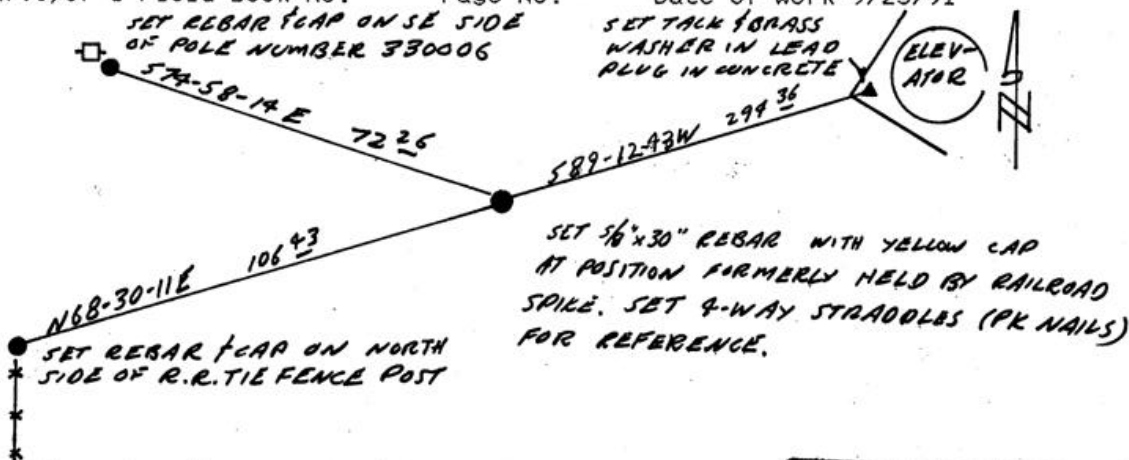 Field Book No. Page No. Date of Work 9/23/91
SET REBAR & CAP ON SE SIDE
OF POLE NUMBER 330006
SET TACK & BRASS
WASHER IN LEAD
PLUG IN CONCRETE
ELEV-
ATOR
N
S74-58-14 E
72 26
S89-12-43W
294 36
SET 5/8"x30" REBAR WITH YELLOW CAP
AT POSITION FORMERLY HELD BY RAILROAD
SPIKE. SET 4-WAY STRADDLES (PK NAILS)
FOR REFERENCE.
N68-30-11E
106 43
SET REBAR & CAP ON NORTH
SIDE OF R.R. TIE FENCE POST